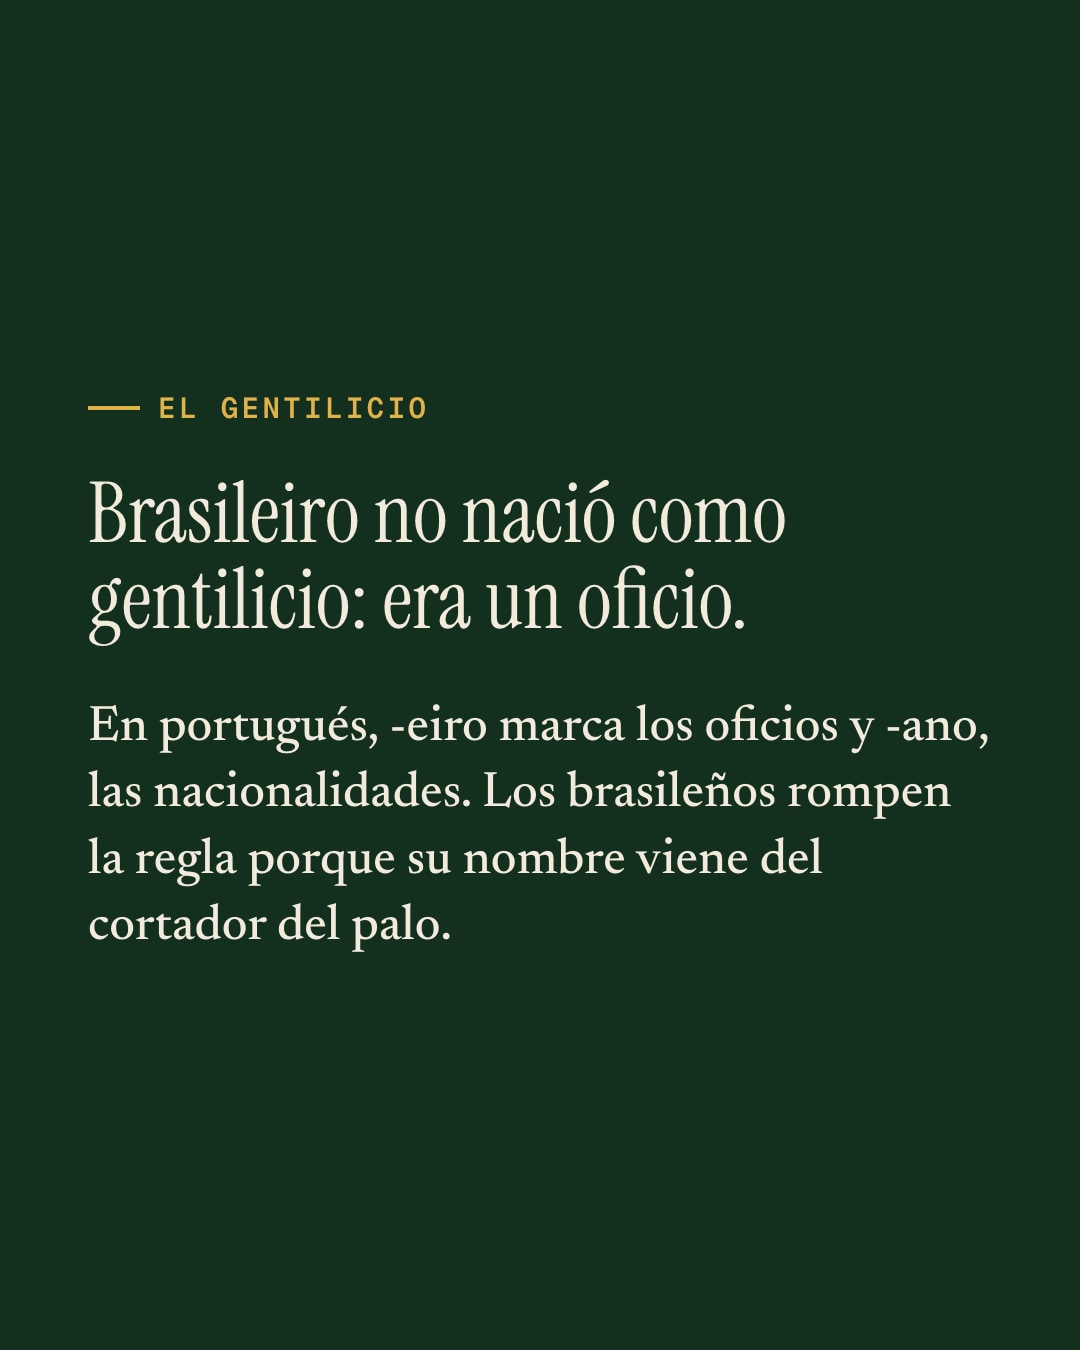 EL GENTILICIO
Brasileiro no nació como
gentilicio: era un oficio.
En portugués, -eiro marca los oficios y -ano,
las nacionalidades. Los brasileños rompen
la regla porque su nombre viene del
cortador del palo.